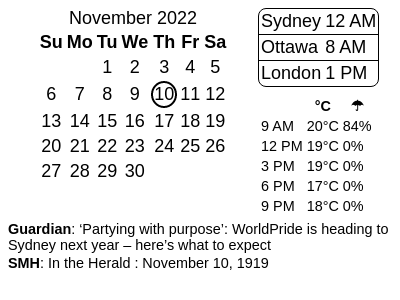 November 2022
Su Mo Tu We Th Fr Sa
1 2 3 4 5
6 7 8 9 10 11 12
13 14 15 16 17 18 19
20 21 22 23 24 25 26
27 28 29 30
Sydney 12 AM
Ottawa 8 AM
London 1 PM
°C ☂
9 AM 20°C 84%
12 PM 19°C 0%
3 PM 19°C 0%
6 PM 17°C 0%
9 PM 18°C 0%
Guardian: ‘Partying with purpose’: WorldPride is heading to
Sydney next year – here’s what to expect
SMH: In the Herald : November 10, 1919